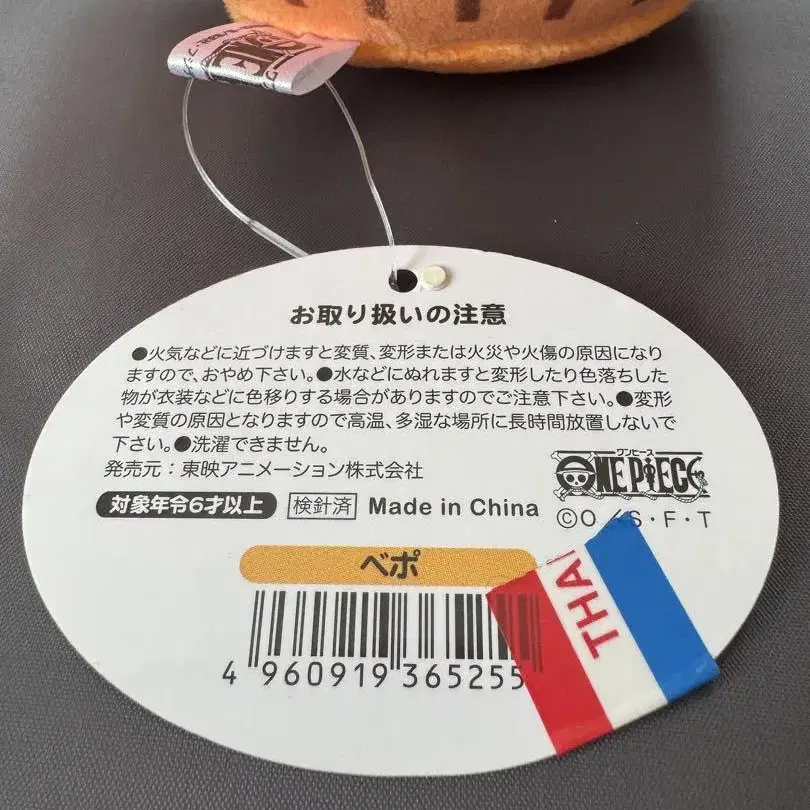 お取り扱いの注意
●火気などに近づけますと変質、変形または火災や火傷の原因になり
ますので、おやめ下さい。●水などにぬれますと変形したり色落ちした
物が衣装などに色移りする場合がありますのでご注意下さい。●変形
や変質の原因となりますので高温、多湿な場所に長時間放置しないで
下さい。●洗濯できません。
発売元：東映アニメーション株式会社
ワンピース
ONE PIECE
対象年令6才以上 検針済 Made in China
©O /S・F・T
ベポ
4 960919 365255
THA